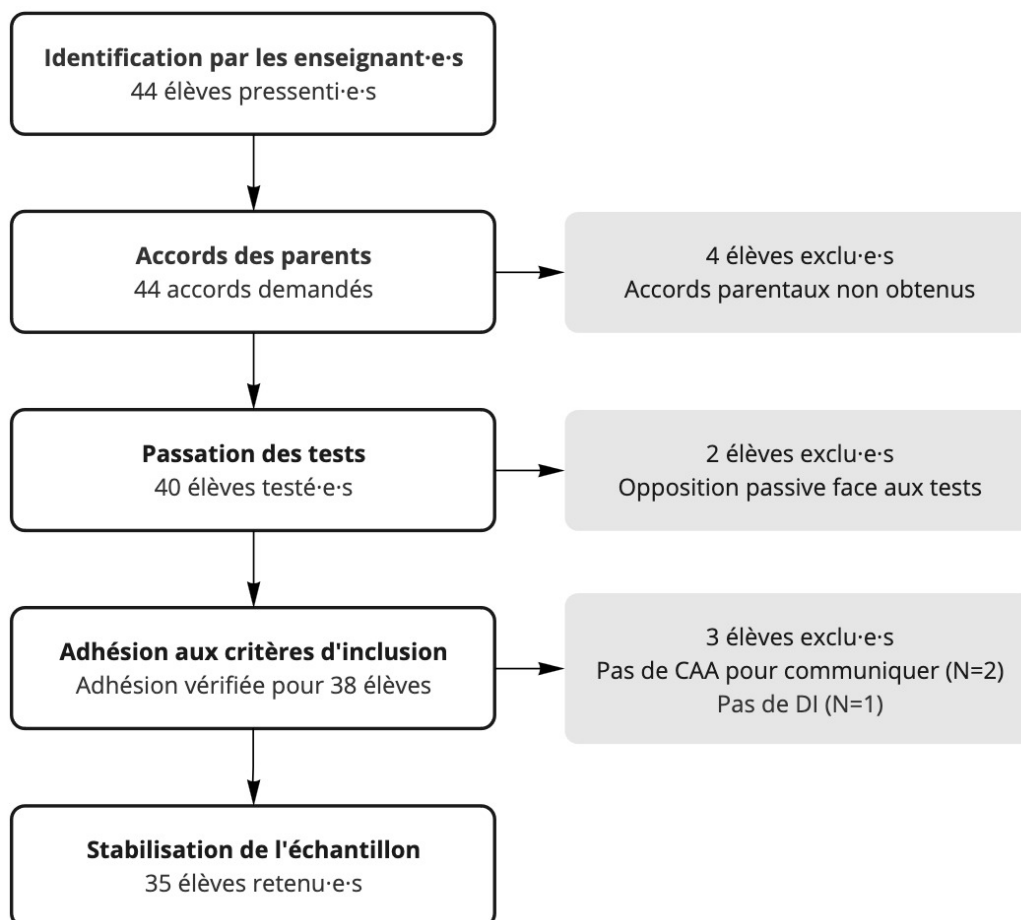 Identification par les enseignant·e·s
44 élèves pressenti·e·s
Accords des parents
44 accords demandés
4 élèves exclu·e·s
Accords parentaux non obtenus
Passation des tests
40 élèves testé·e·s
2 élèves exclu·e·s
Opposition passive face aux tests
Adhésion aux critères d'inclusion
Adhésion vérifiée pour 38 élèves
3 élèves exclu·e·s
Pas de CAA pour communiquer (N=2)
Pas de DI (N=1)
Stabilisation de l'échantillon
35 élèves retenu·e·s